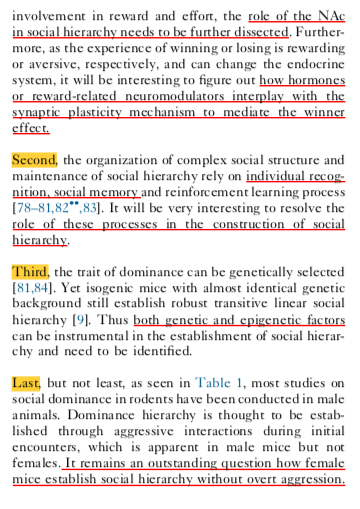 involvement in reward and effort, the role of the NAc
in social hierarchy needs to be further dissected. Further-
more, as the experience of winning or losing is rewarding
or aversive, respectively, and can change the endocrine
system, it will be interesting to figure out how hormones
or reward-related neuromodulators interplay with the
synaptic plasticity mechanism to mediate the winner
effect.
Second, the organization of complex social structure and
maintenance of social hierarchy rely on individual recog-
nition, social memory and reinforcement learning process
[78–81,82••,83]. It will be very interesting to resolve the
role of these processes in the construction of social
hierarchy.
Third, the trait of dominance can be genetically selected
[81,84]. Yet isogenic mice with almost identical genetic
background still establish robust transitive linear social
hierarchy [9]. Thus both genetic and epigenetic factors
can be instrumental in the establishment of social hierar-
chy and need to be identified.
Last, but not least, as seen in Table 1, most studies on
social dominance in rodents have been conducted in male
animals. Dominance hierarchy is thought to be estab-
lished through aggressive interactions during initial
encounters, which is apparent in male mice but not
females. It remains an outstanding question how female
mice establish social hierarchy without overt aggression.